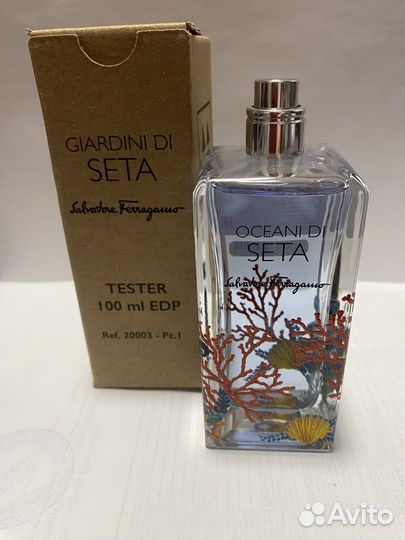 GIARDINI DI
SETA
Salvatore Ferragamo
TESTER
100 ml EDP
Ref. 20003 - Pc.1
OCEANI DI
SETA
Salvatore Ferragamo
Avito